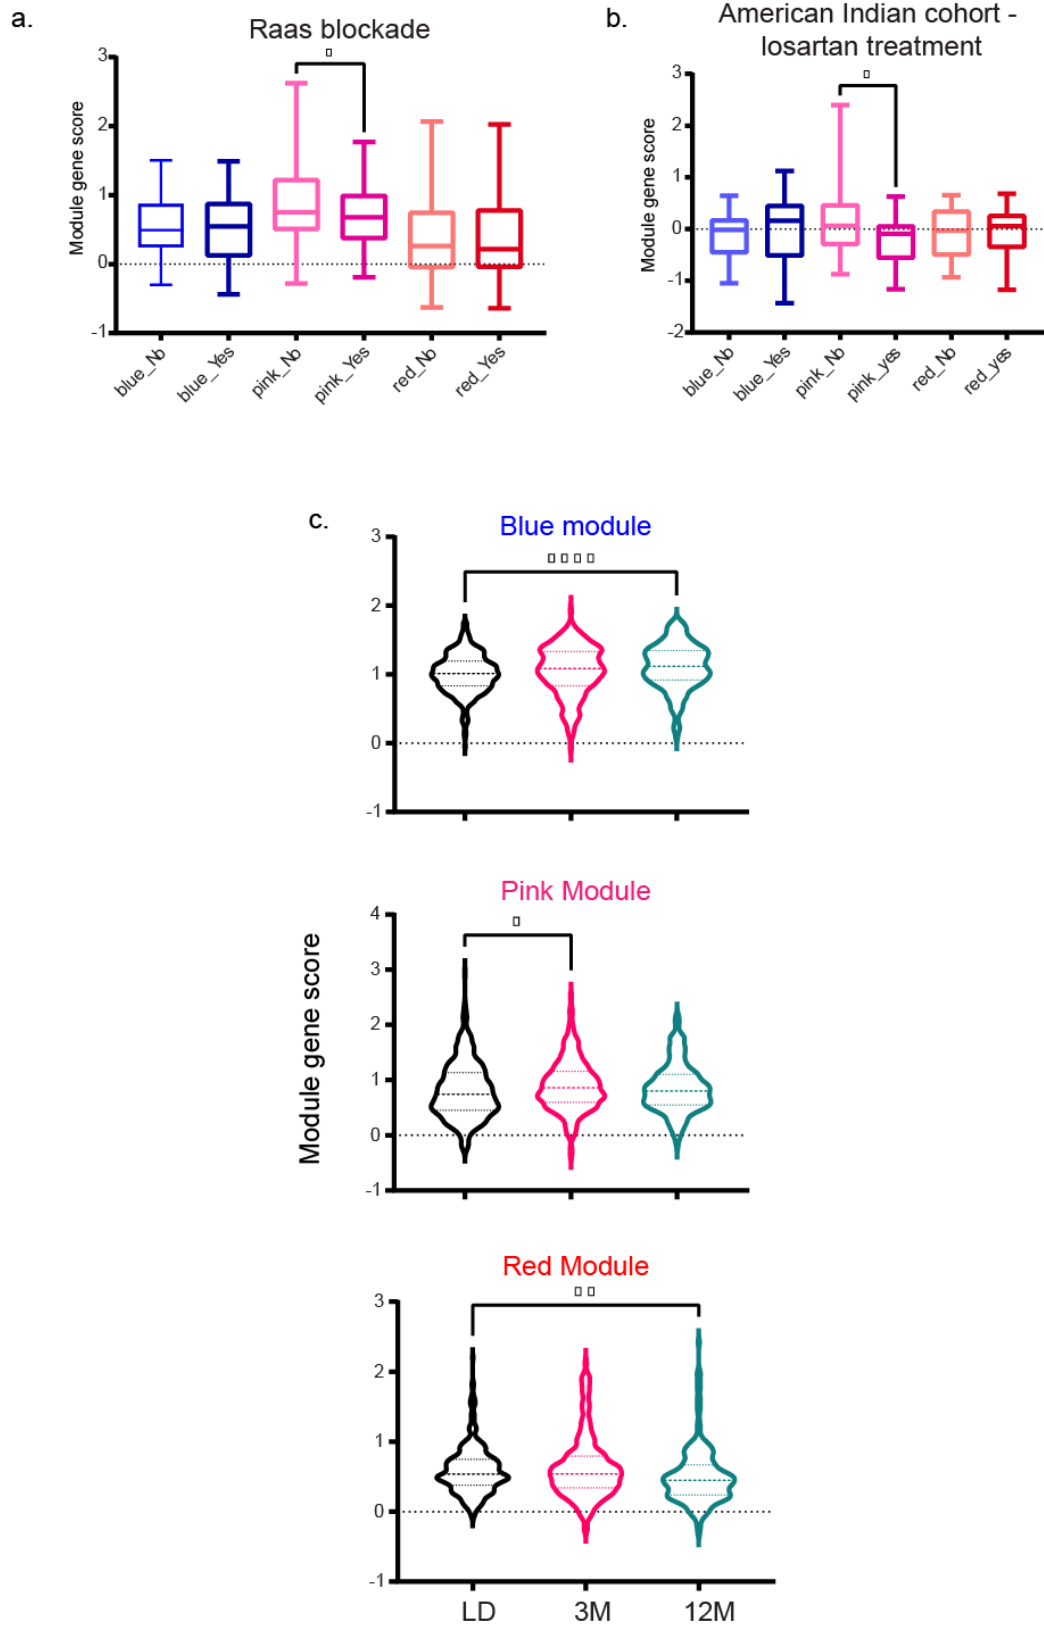 a.
Raas blockade
▯
Module gene score
3
2
1
0
-1
blue_No
blue_Yes
pink_No
pink_Yes
red_No
red_Yes
b.
American Indian cohort -
losartan treatment
▯
Module gene score
3
2
1
0
-1
-2
blue_No
blue_Yes
pink_No
pink_yes
red_No
red_yes
c.
Blue module
▯▯▯▯
3
2
1
0
-1
Pink Module
▯
Module gene score
4
3
2
1
0
-1
Red Module
▯▯
3
2
1
0
-1
LD
3M
12M